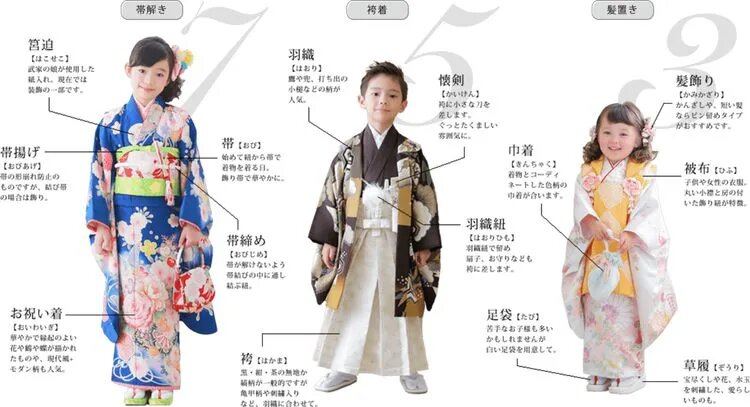 帯解き
7
筥迫
【はこせこ】
武家の娘が使用した
紙入れ。現在では
装飾の一部です。
帯揚げ
【おびあげ】
帯の形崩れ防止の
ものですが、結び帯
の場合は飾り。
お祝い着
【おいわいぎ】
華やかで縁起のよい
花や鶴や蝶が描かれ
たものや、現代風+
モダン柄も人気。
帯【おび】
始めて紐から帯で
着物を着る日。
飾り帯で華やかに。
帯締め
【おびじめ】
帯が解けないよう
帯結びの中に通し
結ぶ紐。
袴着
5
羽織
【はおり】
鷹や兜、打ち出の
小槌などの柄が
人気。
懐剣
【かいけん】
袴に小さな刀を
差します。
ぐっとたくましい
雰囲気に。
羽織紐
【はおりひも】
羽織紐で留め
扇子、お守りなども
袴に差します。
袴【はかま】
黒・紺・茶の無地か
縞柄が一般的ですが
亀甲柄や刺繍入り
など、羽織に合わせて。
髪置き
3
髪飾り
【かみかざり】
かんざしや、短い髪
ならピン留めタイプ
がおすすめです。
巾着
【きんちゃく】
着物とコーディ
ネートした色柄の
巾着が合います。
被布【ひふ】
子供や女性の衣服。
丸い小襟と房の付
いた飾り紐が特徴。
足袋【たび】
苦手なお子様も多い
かもしれませんが
白い足袋を用意して。
草履【ぞうり】
宝尽くしや花、水玉
を刺繍した、愛らし
いものも。